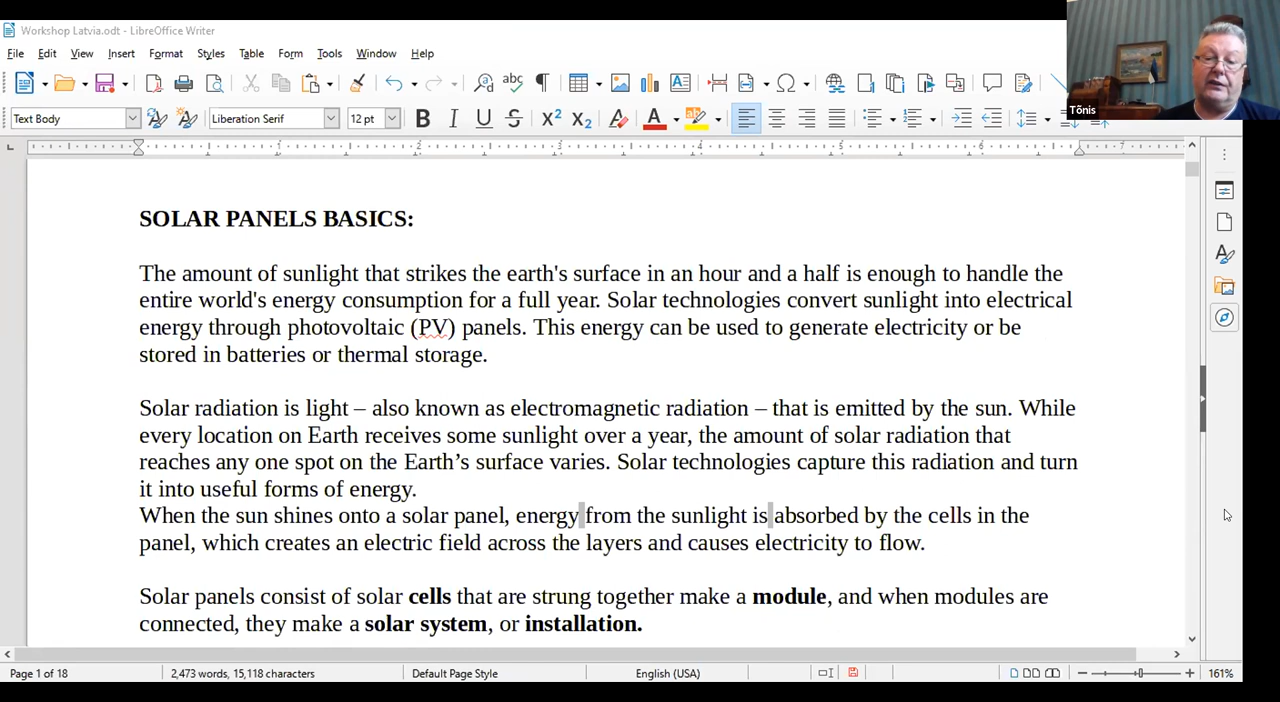 Workshop Latvia.odt - LibreOffice Writer
File Edit View Insert Format Styles Table Form Tools Window Help
Text Body Liberation Serif 12 pt
Tõnis
2 3 4 5 6 7
SOLAR PANELS BASICS:
The amount of sunlight that strikes the earth's surface in an hour and a half is enough to handle the
entire world's energy consumption for a full year. Solar technologies convert sunlight into electrical
energy through photovoltaic (PV) panels. This energy can be used to generate electricity or be
stored in batteries or thermal storage.
Solar radiation is light – also known as electromagnetic radiation – that is emitted by the sun. While
every location on Earth receives some sunlight over a year, the amount of solar radiation that
reaches any one spot on the Earth’s surface varies. Solar technologies capture this radiation and turn
it into useful forms of energy.
When the sun shines onto a solar panel, energy from the sunlight is absorbed by the cells in the
panel, which creates an electric field across the layers and causes electricity to flow.
Solar panels consist of solar cells that are strung together make a module, and when modules are
connected, they make a solar system, or installation.
Page 1 of 18 2,473 words, 15,118 characters Default Page Style English (USA) 161%